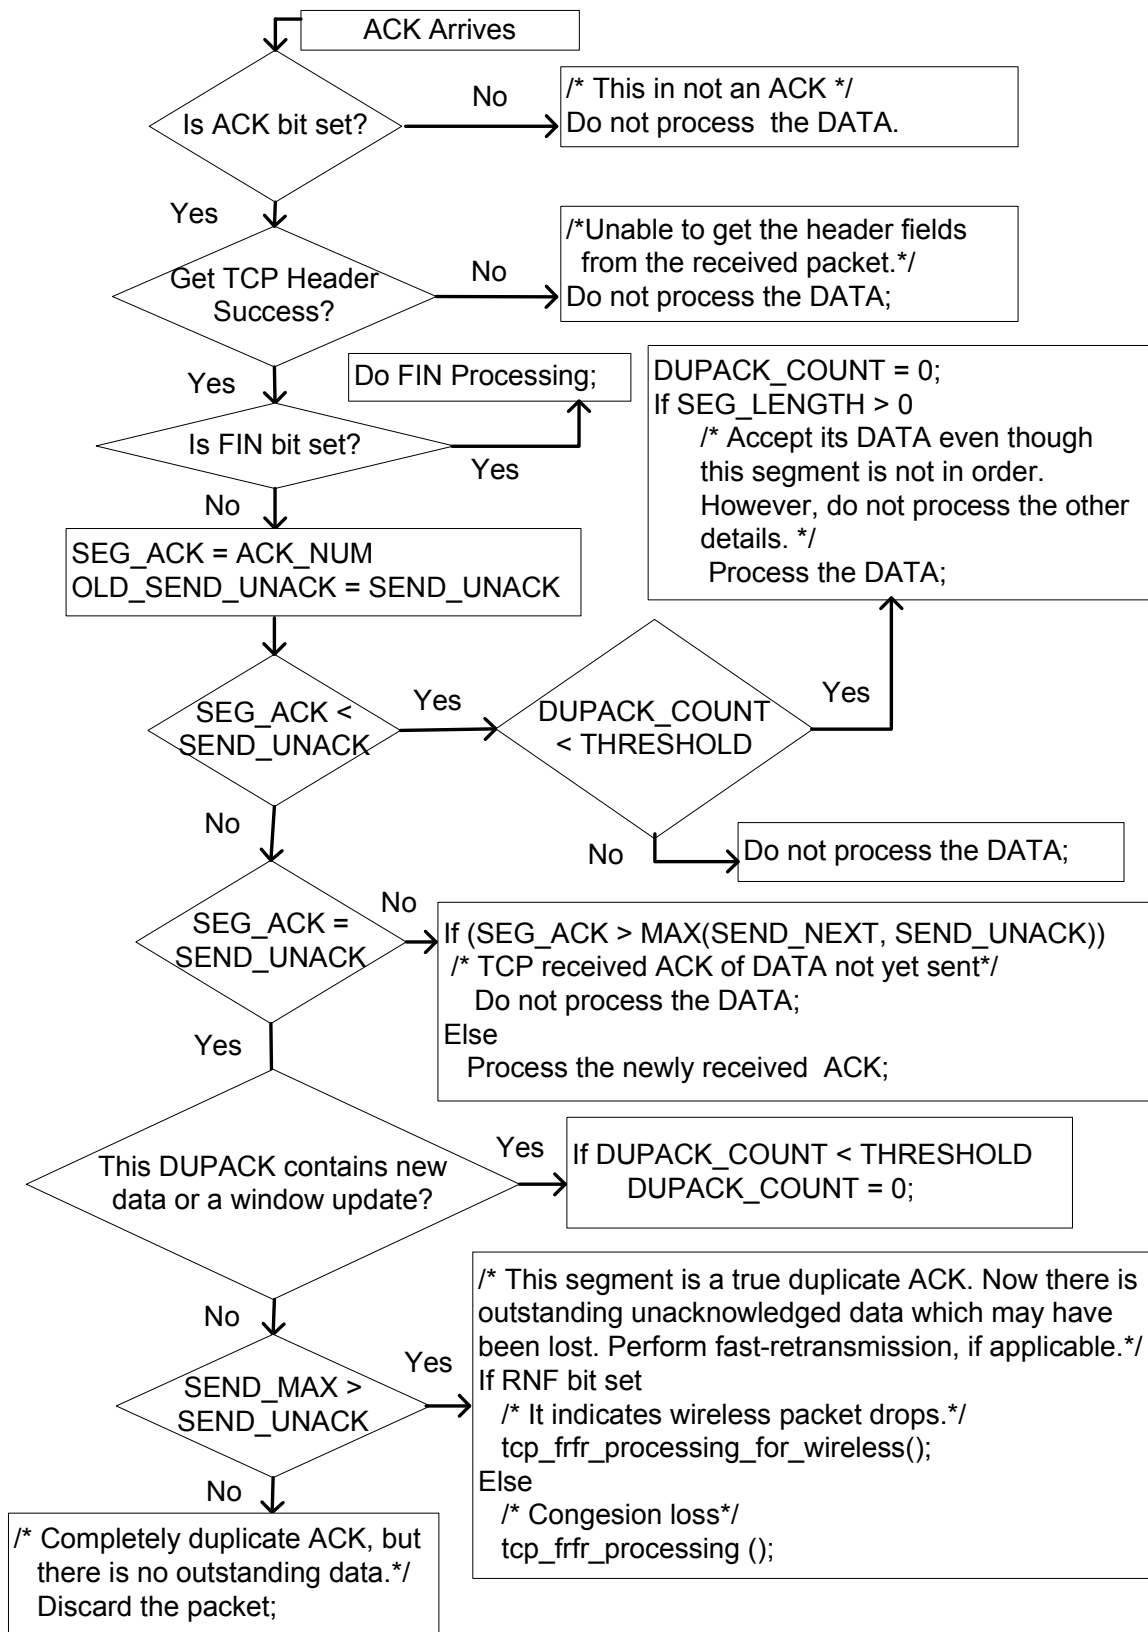 ACK Arrives
Is ACK bit set?
No
/* This in not an ACK */
Do not process the DATA.
Yes
Get TCP Header
Success?
No
/*Unable to get the header fields
from the received packet.*/
Do not process the DATA;
Yes
Is FIN bit set?
Yes
Do FIN Processing;
No
SEG_ACK = ACK_NUM
OLD_SEND_UNACK = SEND_UNACK
SEG_ACK <
SEND_UNACK
Yes
DUPACK_COUNT
< THRESHOLD
Yes
DUPACK_COUNT = 0;
If SEG_LENGTH > 0
/* Accept its DATA even though
this segment is not in order.
However, do not process the other
details. */
Process the DATA;
No
Do not process the DATA;
No
SEG_ACK =
SEND_UNACK
No
If (SEG_ACK > MAX(SEND_NEXT, SEND_UNACK))
/* TCP received ACK of DATA not yet sent*/
Do not process the DATA;
Else
Process the newly received ACK;
Yes
This DUPACK contains new
data or a window update?
Yes
If DUPACK_COUNT < THRESHOLD
DUPACK_COUNT = 0;
No
SEND_MAX >
SEND_UNACK
Yes
/* This segment is a true duplicate ACK. Now there is
outstanding unacknowledged data which may have
been lost. Perform fast-retransmission, if applicable.*/
If RNF bit set
/* It indicates wireless packet drops.*/
tcp_frfr_processing_for_wireless();
Else
/* Congesion loss*/
tcp_frfr_processing ();
No
/* Completely duplicate ACK, but
there is no outstanding data.*/
Discard the packet;